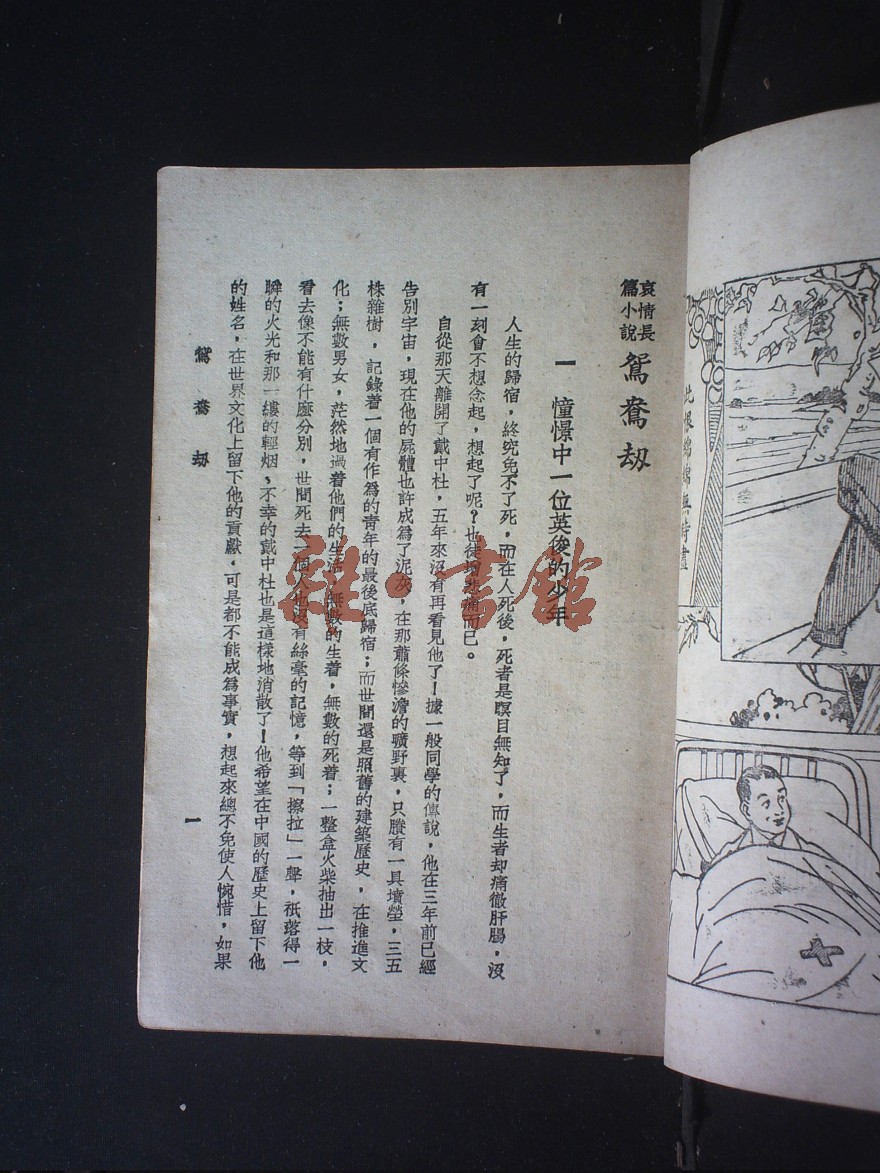 此恨綿綿無時盡
哀情長
篇小說
鴛鴦劫
一 憧憬中一位英俊的少年
人生的歸宿，終究免不了死，而在人死後，死者是瞑目無知了，而生者却痛徹肝腸，沒
有一刻會不想念起，想起了呢？也徒增悲痛而已。
自從那天離開了戴中杜，五年來沒有再看見他了！據一般同學的傳說，他在三年前已經
告別宇宙，現在他的屍體也許成爲了泥灰，在那蕭條慘澹的曠野裏，只賸有一具墳塋，三五
株雜樹，記錄着一個有作爲的青年的最後底歸宿；而世間還是照舊的建築歷史，在推進文
化；無數男女，茫然地過着他們的生活；無數的生着，無數的死着；一整盒火柴抽出一枝，
看去像不能有什麼分別，世間死去一個人也沒有絲毫的記憶，等到「擦拉」一聲，祇落得一
瞬的火光和那一縷的輕烟，不幸的戴中杜也是這樣地消散了！他希望在中國的歷史上留下他
的姓名，在世界文化上留下他的貢獻，可是都不能成爲事實，想起來總不免使人惋惜，如果
鴛鴦劫
一
雜·書館